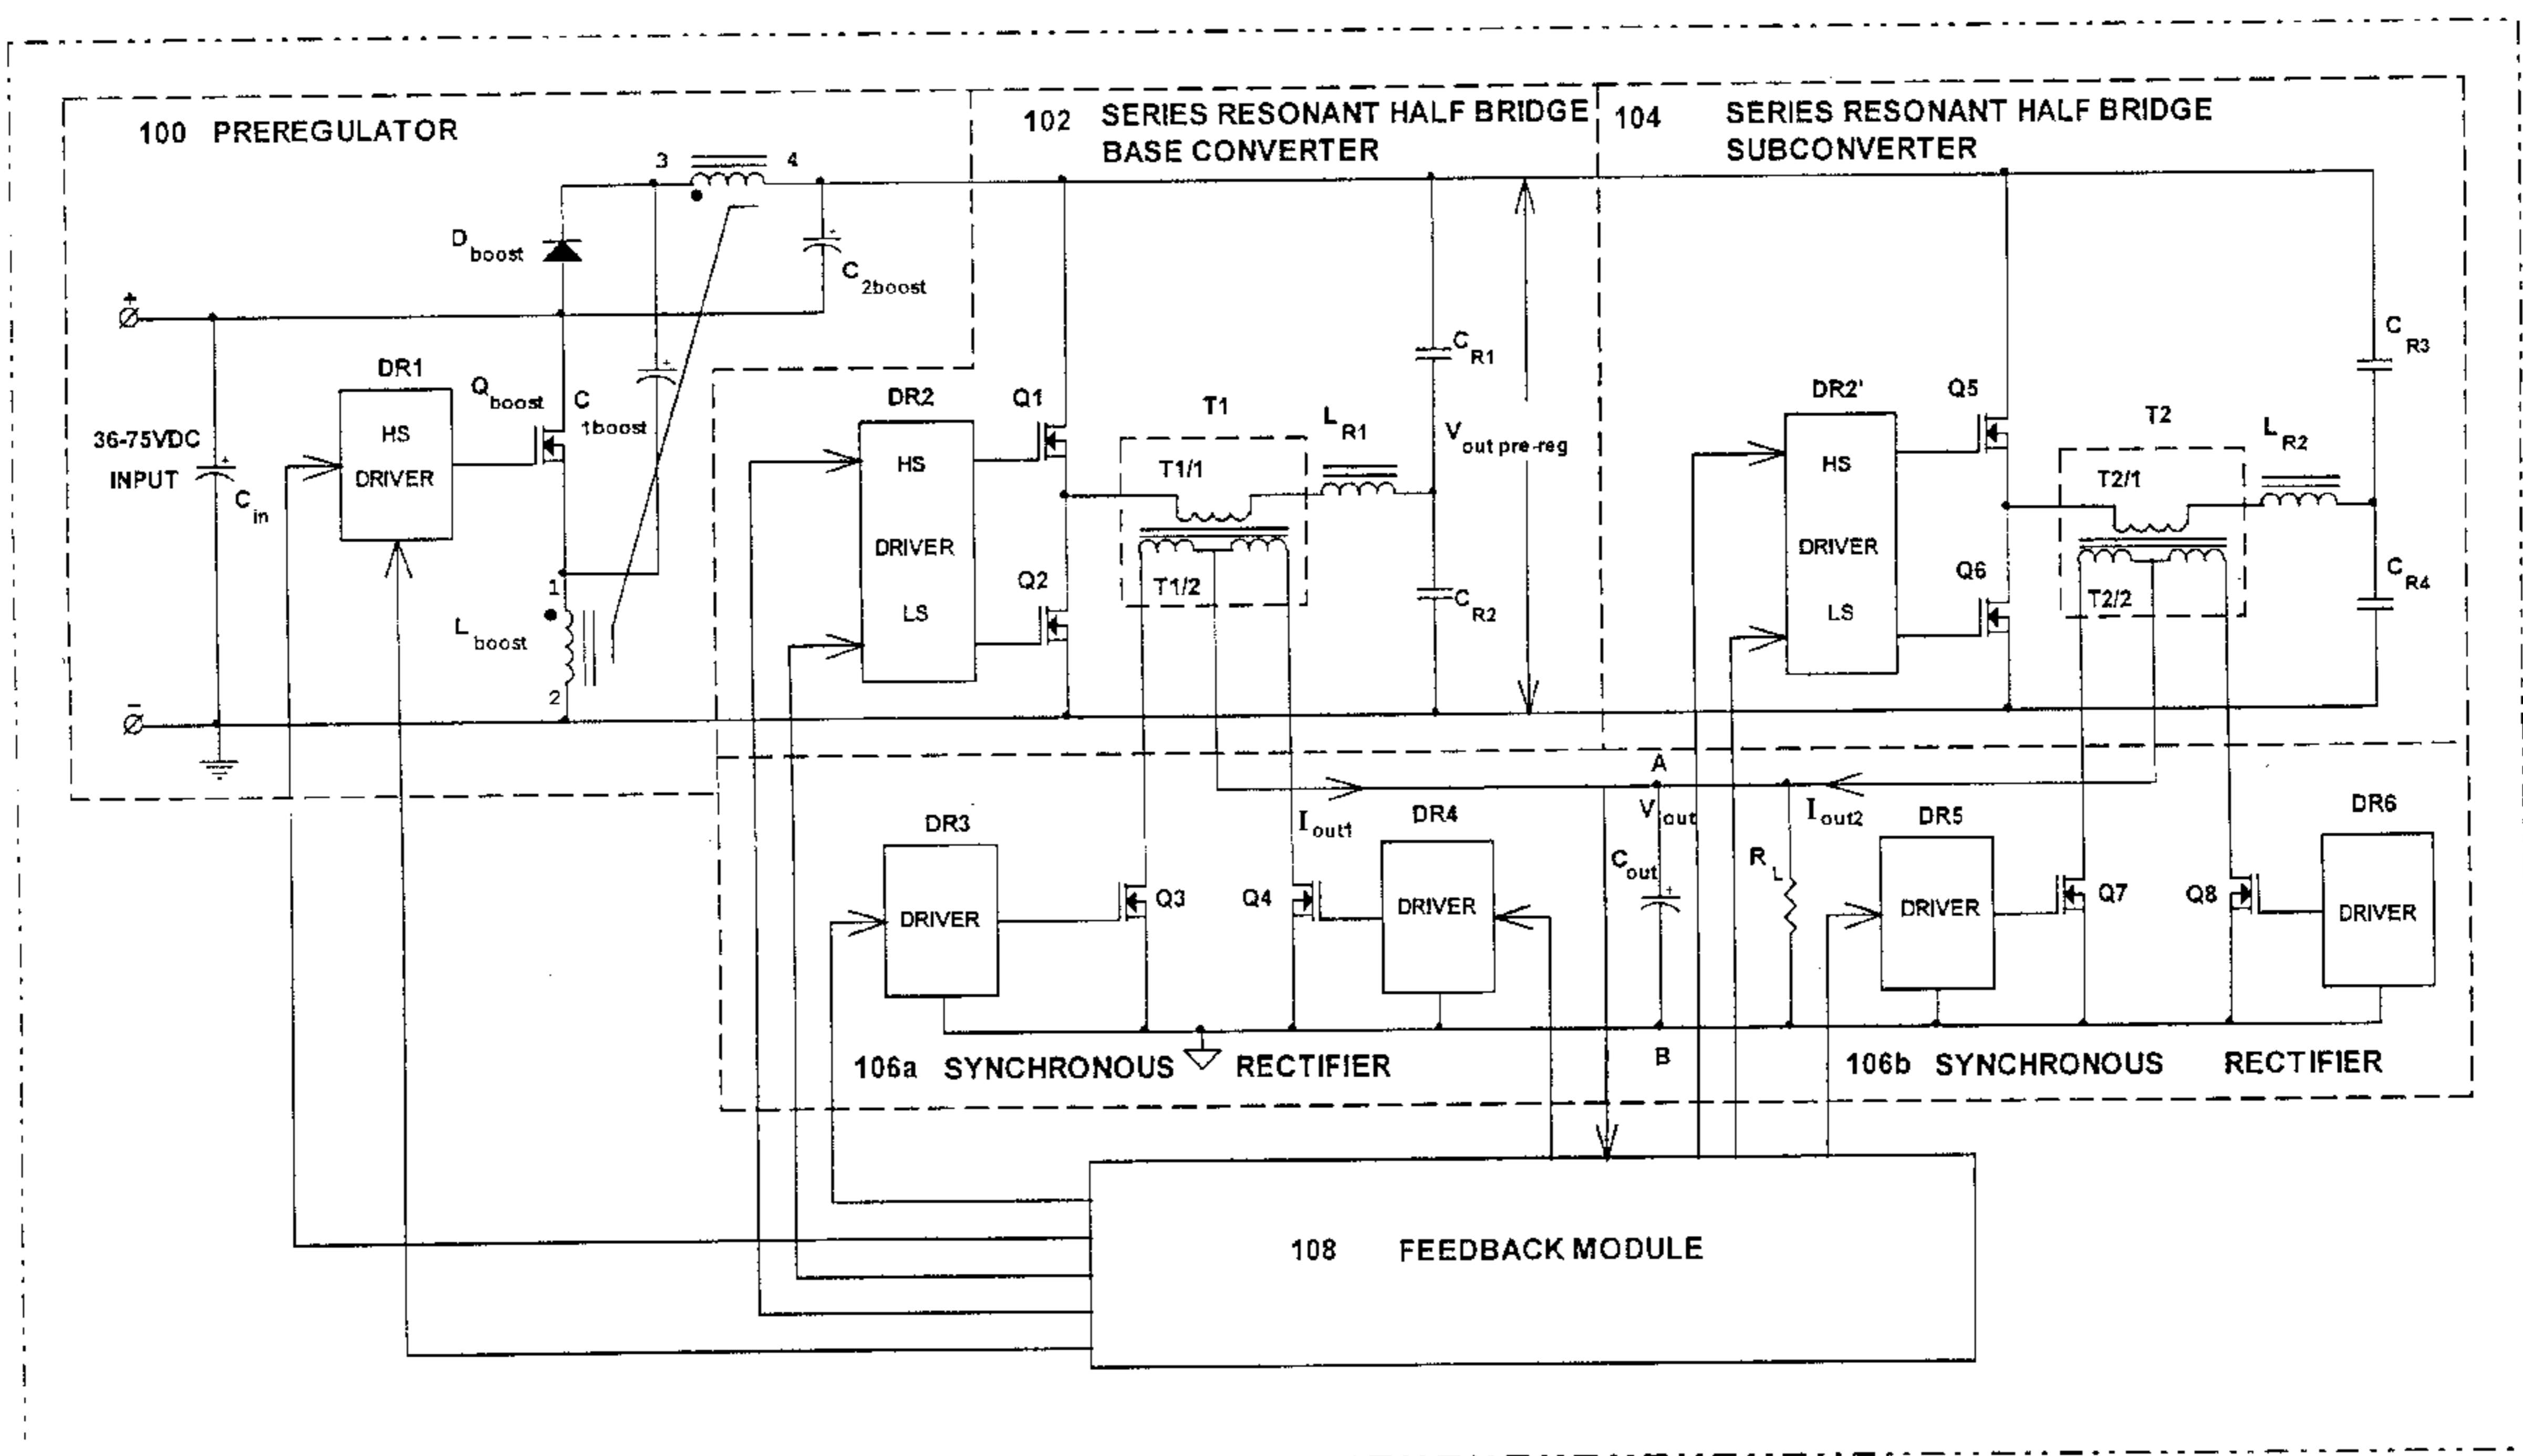 100 PREREGULATOR
102 SERIES RESONANT HALF BRIDGE
BASE CONVERTER
104 SERIES RESONANT HALF BRIDGE
SUBCONVERTER
3
4
D boost
C 2boost
+
+
DR1
HS
DRIVER
Q boost
C 1boost
+
36-75VDC
INPUT
+
C in
1
L boost
2
-
DR2
HS
DRIVER
LS
Q1
Q2
T1
T1/1
T1/2
L R1
C R1
C R2
V out pre-reg
DR2'
HS
DRIVER
LS
Q5
Q6
T2
T2/1
T2/2
L R2
C R3
C R4
A
V out
I out1
I out2
C out
+
R L
B
DR3
DRIVER
Q3
Q4
DR4
DRIVER
DR5
DRIVER
Q7
Q8
DR6
DRIVER
106a SYNCHRONOUS RECTIFIER
106b SYNCHRONOUS RECTIFIER
108 FEEDBACK MODULE